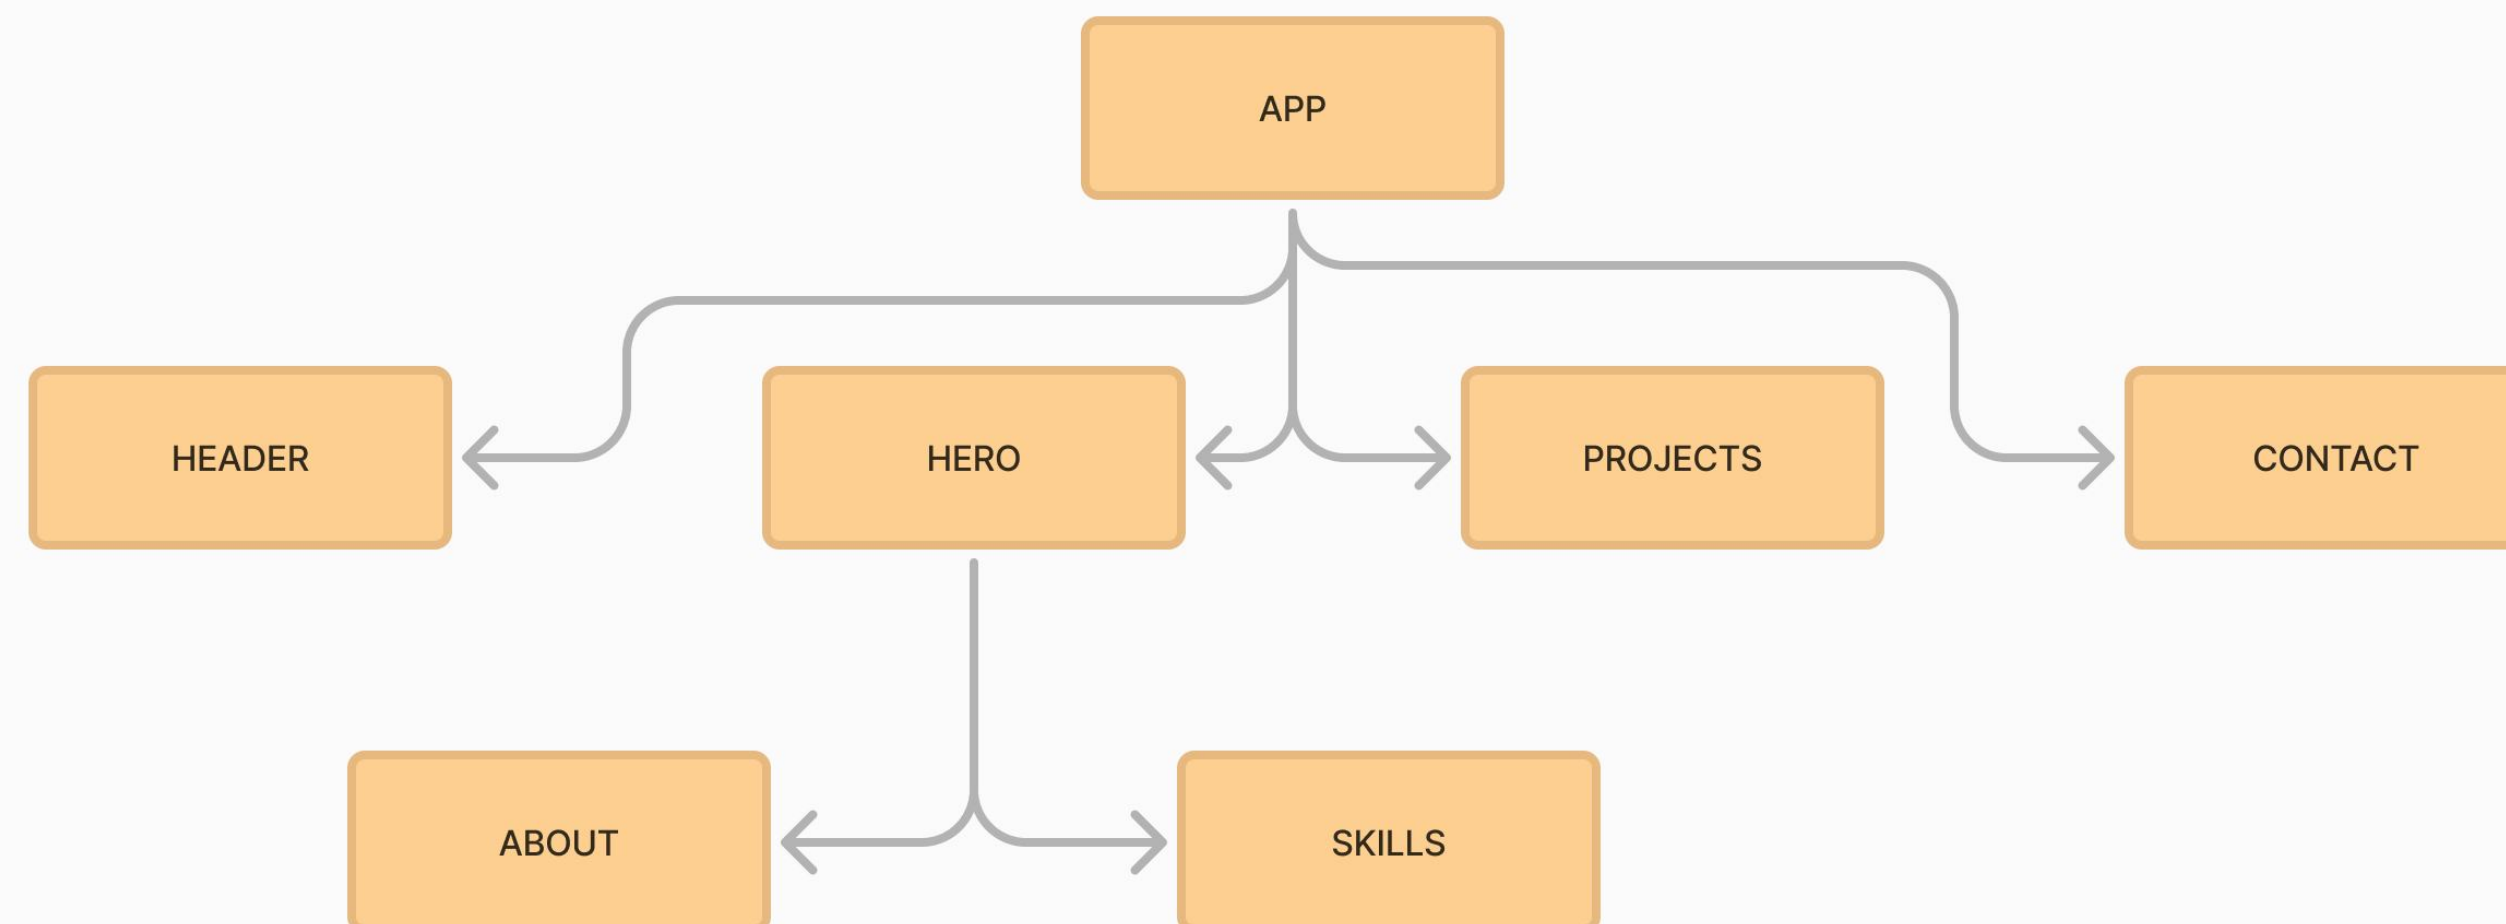 APP
HEADER
HERO
PROJECTS
CONTACT
ABOUT
SKILLS